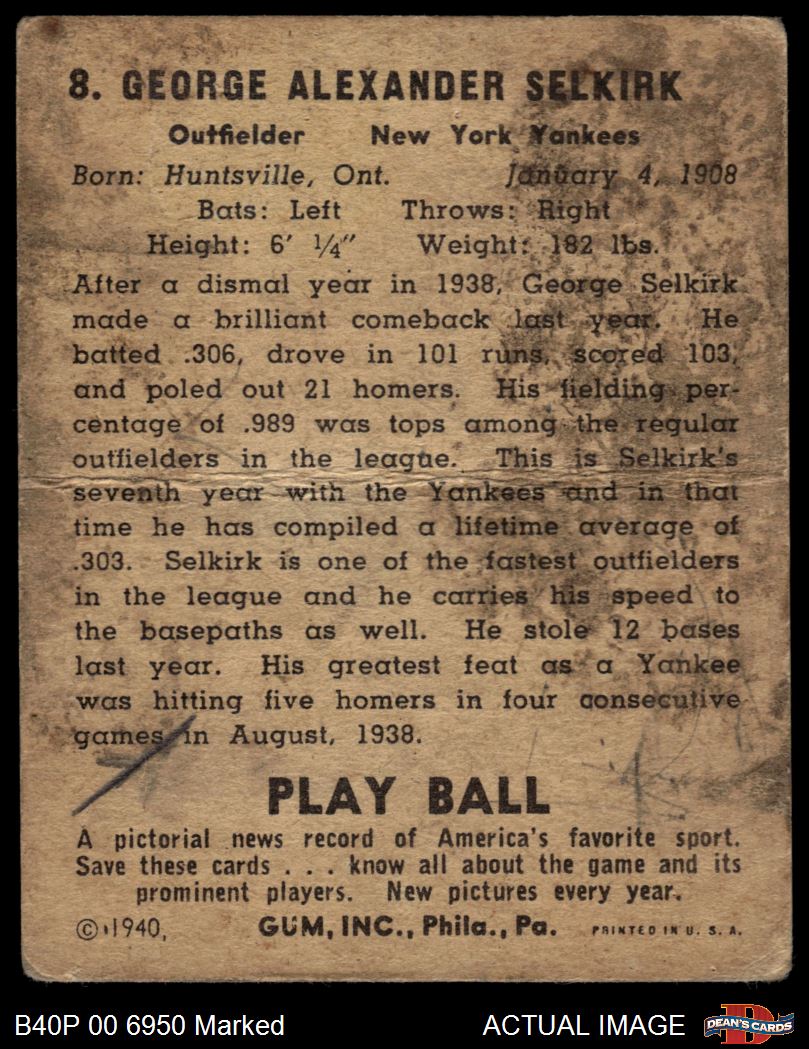 8. GEORGE ALEXANDER SELKIRK
Outfielder New York Yankees
Born: Huntsville, Ont. January 4, 1908
Bats: Left Throws: Right
Height: 6' 1/4" Weight: 182 lbs.
After a dismal year in 1938, George Selkirk
made a brilliant comeback last year. He
batted .306, drove in 101 runs, scored 103,
and poled out 21 homers. His fielding per-
centage of .989 was tops among the regular
outfielders in the league. This is Selkirk's
seventh year with the Yankees and in that
time he has compiled a lifetime average of
.303. Selkirk is one of the fastest outfielders
in the league and he carries his speed to
the basepaths as well. He stole 12 bases
last year. His greatest feat as a Yankee
was hitting five homers in four consecutive
games in August, 1938.
PLAY BALL
A pictorial news record of America's favorite sport.
Save these cards . . . know all about the game and its
prominent players. New pictures every year.
© 1940, GUM, INC., Phila., Pa. PRINTED IN U. S. A.
B40P 00 6950 Marked ACTUAL IMAGE DEAN'S CARDS